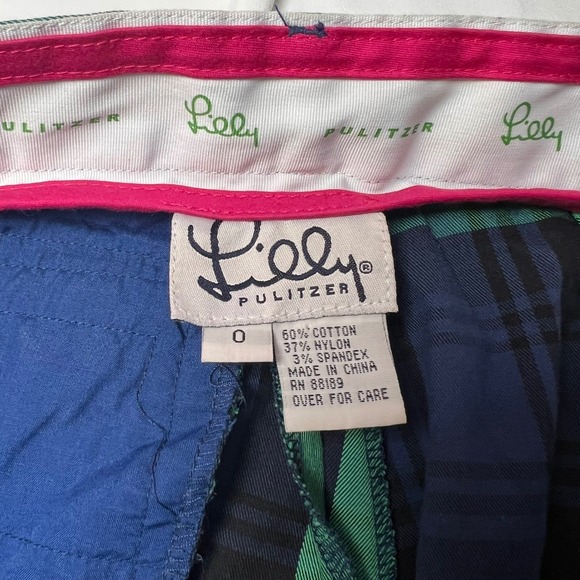 ULITZER Lilly PULITZER Lilly
Lilly®
PULITZER
0
60% COTTON
37% NYLON
3% SPANDEX
MADE IN CHINA
RN 88189
OVER FOR CARE